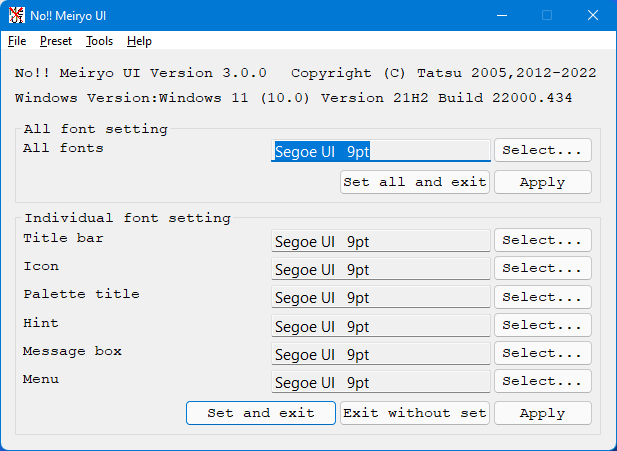 No!! Meiryo UI
File Preset Tools Help
No!! Meiryo UI Version 3.0.0 Copyright (C) Tatsu 2005,2012-2022
Windows Version:Windows 11 (10.0) Version 21H2 Build 22000.434
All font setting
All fonts Segoe UI 9pt Select...
Set all and exit Apply
Individual font setting
Title bar Segoe UI 9pt Select...
Icon Segoe UI 9pt Select...
Palette title Segoe UI 9pt Select...
Hint Segoe UI 9pt Select...
Message box Segoe UI 9pt Select...
Menu Segoe UI 9pt Select...
Set and exit Exit without set Apply